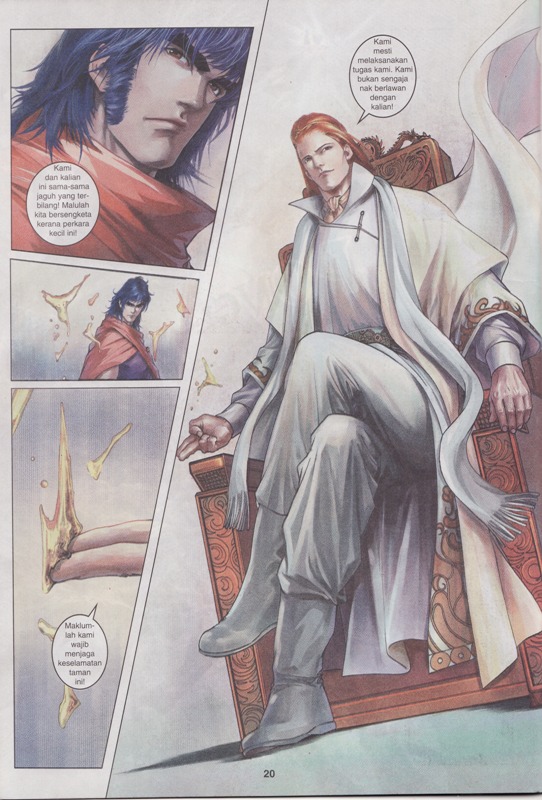 Kami
dan kalian
ini sama-sama
jaguh yang ter-
bilang! Malulah
kita bersengketa
kerana perkara
kecil ini!
Maklum-
lah kami
wajib
menjaga
keselamatan
taman
ini!
Kami
mesti
melaksanakan
tugas kami. Kami
bukan sengaja
nak berlawan
dengan
kalian!
20